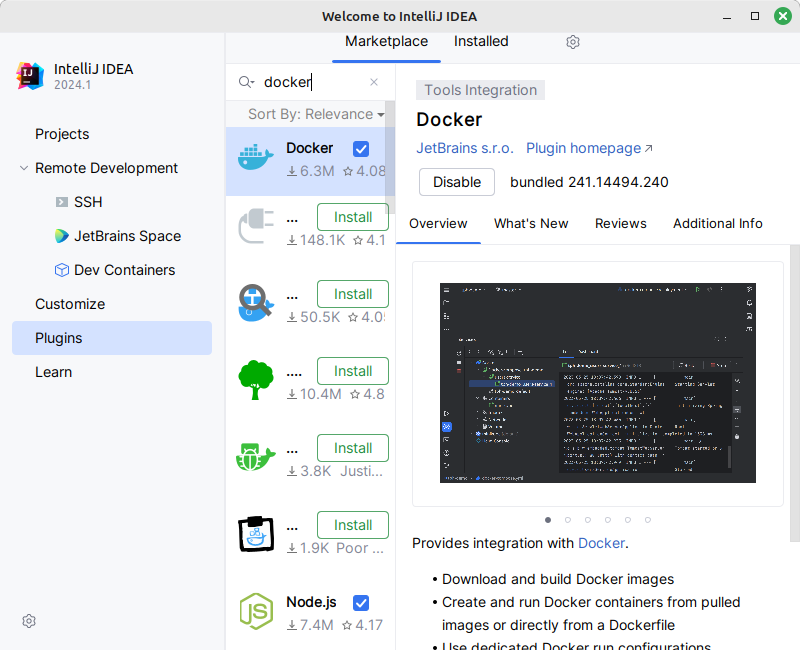 Welcome to IntelliJ IDEA
IntelliJ IDEA
2024.1
Projects
Remote Development
SSH
JetBrains Space
Dev Containers
Customize
Plugins
Learn
Marketplace
Installed
docker
Sort By: Relevance
Docker
6.3M 4.08
... Install
148.1K 4.1
... Install
50.5K 4.05
.... Install
10.4M 4.8
... Install
3.8K Justi...
... Install
1.9K Poor ...
Node.js
7.4M 4.17
Tools Integration
Docker
JetBrains s.r.o. Plugin homepage
Disable bundled 241.14494.240
Overview What's New Reviews Additional Info
Provides integration with Docker.
• Download and build Docker images
• Create and run Docker containers from pulled
images or directly from a Dockerfile
• Use dedicated Docker run configurations